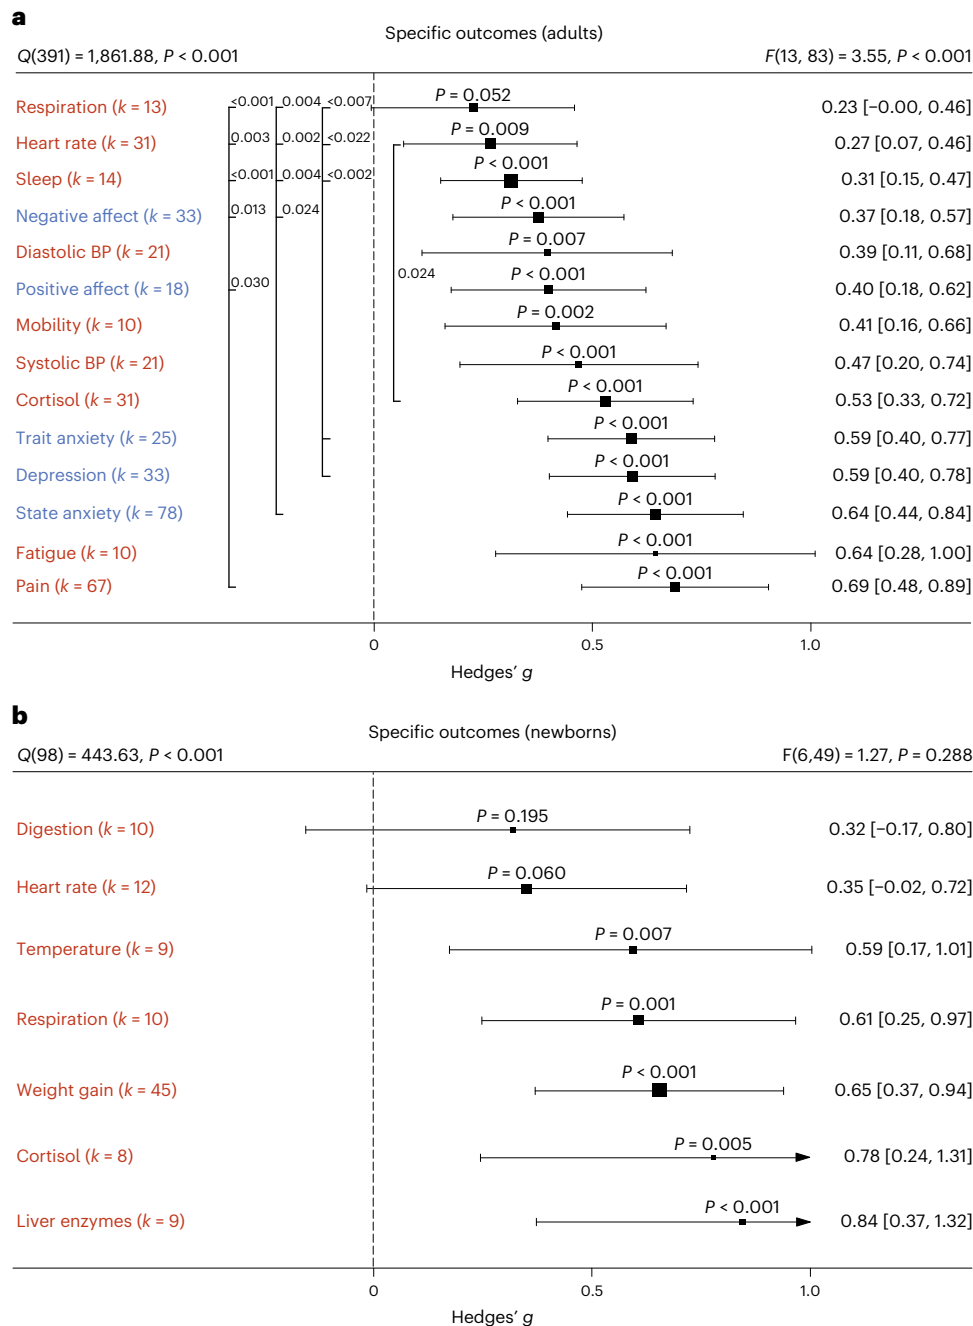 a
Specific outcomes (adults)
Q(391) = 1,861.88, P < 0.001 F(13, 83) = 3.55, P < 0.001
Respiration (k = 13) <0.001 0.004 <0.007 P = 0.052 0.23 [−0.00, 0.46]
Heart rate (k = 31) 0.003 0.002 <0.022 P = 0.009 0.27 [0.07, 0.46]
Sleep (k = 14) <0.001 0.004 <0.002 P < 0.001 0.31 [0.15, 0.47]
Negative affect (k = 33) 0.013 0.024 P < 0.001 0.37 [0.18, 0.57]
Diastolic BP (k = 21) P = 0.007 0.39 [0.11, 0.68]
0.024
Positive affect (k = 18) 0.030 P < 0.001 0.40 [0.18, 0.62]
Mobility (k = 10) P = 0.002 0.41 [0.16, 0.66]
Systolic BP (k = 21) P < 0.001 0.47 [0.20, 0.74]
Cortisol (k = 31) P < 0.001 0.53 [0.33, 0.72]
Trait anxiety (k = 25) P < 0.001 0.59 [0.40, 0.77]
Depression (k = 33) P < 0.001 0.59 [0.40, 0.78]
State anxiety (k = 78) P < 0.001 0.64 [0.44, 0.84]
Fatigue (k = 10) P < 0.001 0.64 [0.28, 1.00]
Pain (k = 67) P < 0.001 0.69 [0.48, 0.89]
0 0.5 1.0
Hedges’ g
b
Specific outcomes (newborns)
Q(98) = 443.63, P < 0.001 F(6,49) = 1.27, P = 0.288
Digestion (k = 10) P = 0.195 0.32 [−0.17, 0.80]
Heart rate (k = 12) P = 0.060 0.35 [−0.02, 0.72]
Temperature (k = 9) P = 0.007 0.59 [0.17, 1.01]
Respiration (k = 10) P = 0.001 0.61 [0.25, 0.97]
Weight gain (k = 45) P < 0.001 0.65 [0.37, 0.94]
Cortisol (k = 8) P = 0.005 0.78 [0.24, 1.31]
Liver enzymes (k = 9) P < 0.001 0.84 [0.37, 1.32]
0 0.5 1.0
Hedges’ g